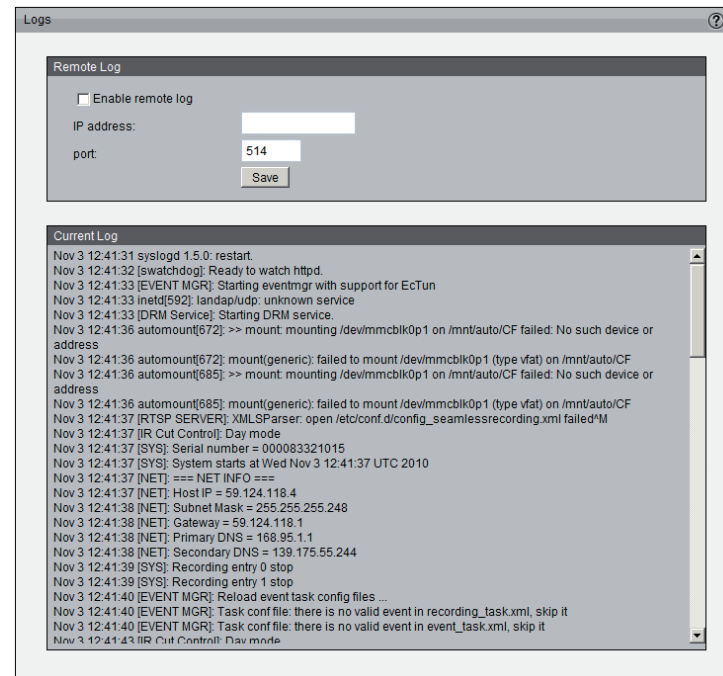 Logs
?
Remote Log
Enable remote log
IP address:
port:
514
Save
Current Log
Nov 3 12:41:31 syslogd 1.5.0: restart.
Nov 3 12:41:32 [swatchdog]: Ready to watch httpd.
Nov 3 12:41:33 [EVENT MGR]: Starting eventmgr with support for EcTun
Nov 3 12:41:33 inetd[592]: landap/udp: unknown service
Nov 3 12:41:33 [DRM Service]: Starting DRM service.
Nov 3 12:41:36 automount[672]: >> mount: mounting /dev/mmcblk0p1 on /mnt/auto/CF failed: No such device or
address
Nov 3 12:41:36 automount[672]: mount(generic): failed to mount /dev/mmcblk0p1 (type vfat) on /mnt/auto/CF
Nov 3 12:41:36 automount[685]: >> mount: mounting /dev/mmcblk0p1 on /mnt/auto/CF failed: No such device or
address
Nov 3 12:41:36 automount[685]: mount(generic): failed to mount /dev/mmcblk0p1 (type vfat) on /mnt/auto/CF
Nov 3 12:41:37 [RTSP SERVER]: XMLSParser: open /etc/conf.d/config_seamlessrecording.xml failed^M
Nov 3 12:41:37 [IR Cut Control]: Day mode
Nov 3 12:41:37 [SYS]: Serial number = 000083321015
Nov 3 12:41:37 [SYS]: System starts at Wed Nov 3 12:41:37 UTC 2010
Nov 3 12:41:37 [NET]: === NET INFO ===
Nov 3 12:41:37 [NET]: Host IP = 59.124.118.4
Nov 3 12:41:38 [NET]: Subnet Mask = 255.255.255.248
Nov 3 12:41:38 [NET]: Gateway = 59.124.118.1
Nov 3 12:41:38 [NET]: Primary DNS = 168.95.1.1
Nov 3 12:41:38 [NET]: Secondary DNS = 139.175.55.244
Nov 3 12:41:39 [SYS]: Recording entry 0 stop
Nov 3 12:41:39 [SYS]: Recording entry 1 stop
Nov 3 12:41:40 [EVENT MGR]: Reload event task config files ...
Nov 3 12:41:40 [EVENT MGR]: Task conf file: there is no valid event in recording_task.xml, skip it
Nov 3 12:41:40 [EVENT MGR]: Task conf file: there is no valid event in event_task.xml, skip it
Nov 3 12:41:43 [IR Cut Control]: Day mode